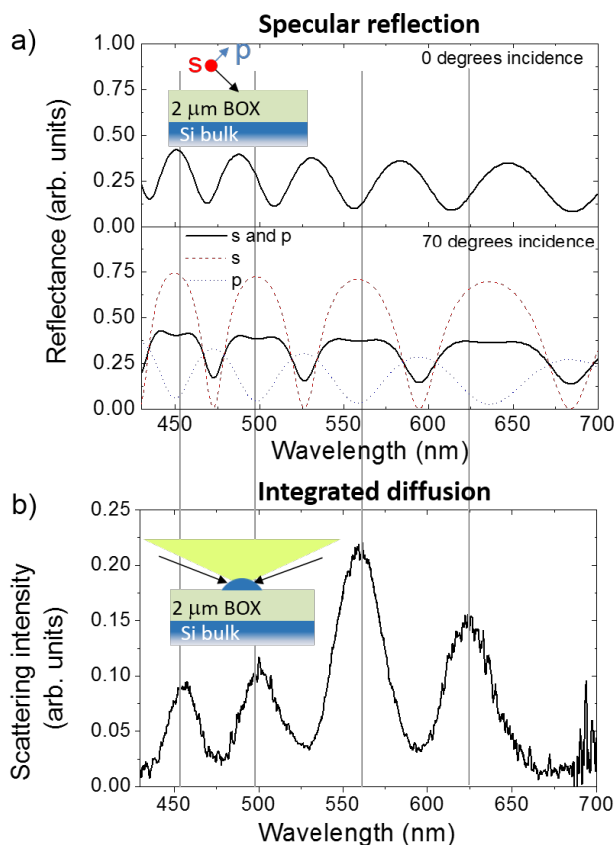 Specular reflection
a)
1.00
0.75
0.50
0.25
0.00
Reflectance (arb. units)
0 degrees incidence
s
p
2 μm BOX
Si bulk
1.00
0.75
0.50
0.25
0.00
s and p
s
p
70 degrees incidence
450 500 550 600 650 700
Wavelength (nm)
Integrated diffusion
b)
0.25
0.20
0.15
0.10
0.05
0.00
Scattering intensity
(arb. units)
2 μm BOX
Si bulk
450 500 550 600 650 700
Wavelength (nm)